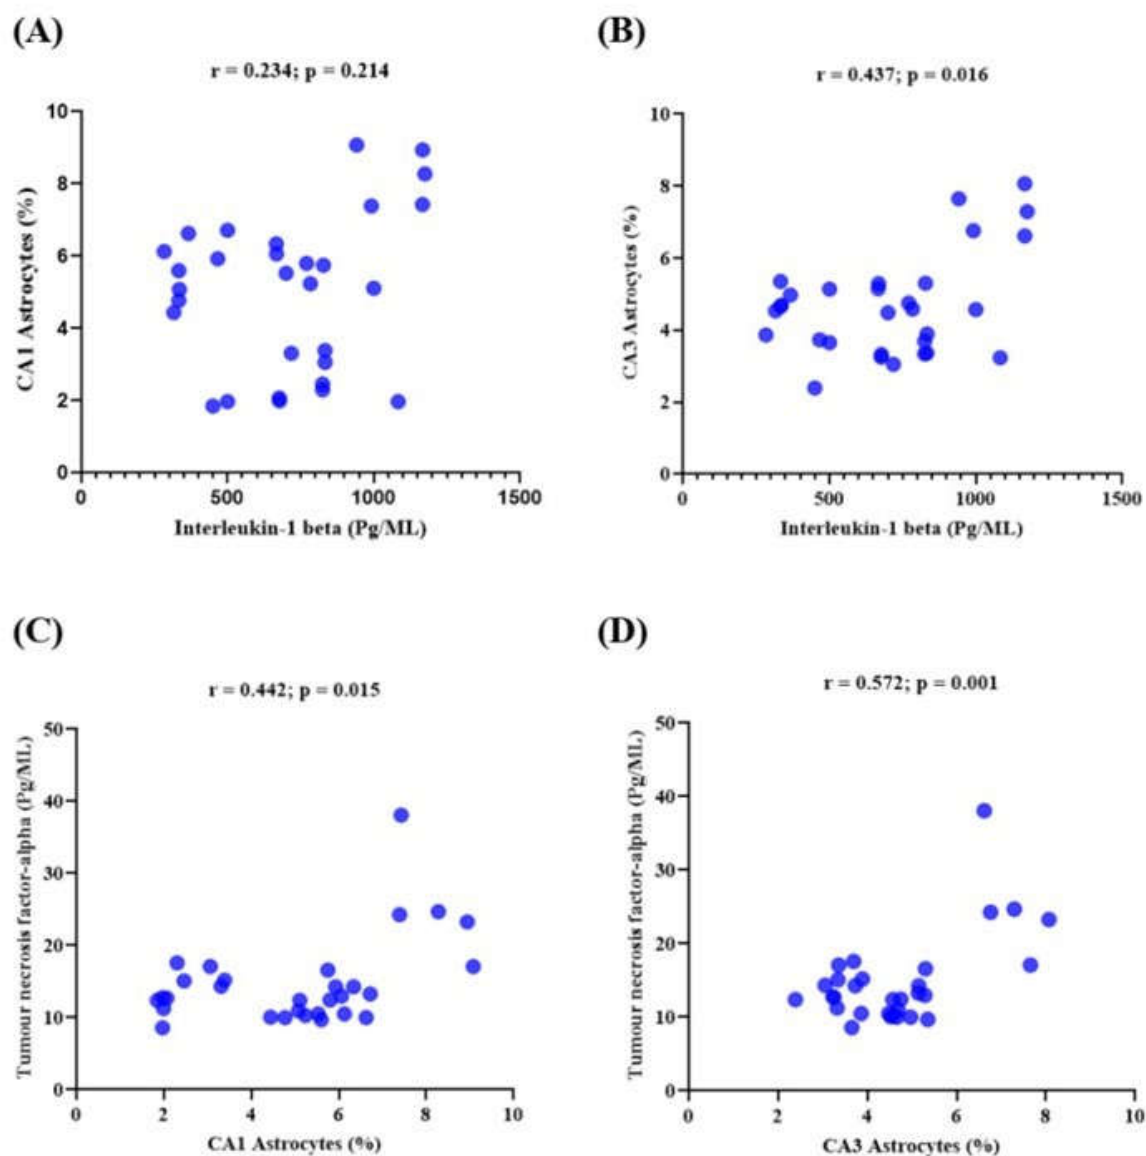 (A)
r = 0.234; p = 0.214
10
8
6
4
2
0
CA1 Astrocytes (%)
0 500 1000 1500
Interleukin-1 beta (Pg/ML)
(B)
r = 0.437; p = 0.016
10
8
6
4
2
0
CA3 Astrocytes (%)
0 500 1000 1500
Interleukin-1 beta (Pg/ML)
(C)
r = 0.442; p = 0.015
50
40
30
20
10
0
Tumour necrosis factor-alpha (Pg/ML)
0 2 4 6 8 10
CA1 Astrocytes (%)
(D)
r = 0.572; p = 0.001
50
40
30
20
10
0
Tumour necrosis factor-alpha (Pg/ML)
0 2 4 6 8 10
CA3 Astrocytes (%)